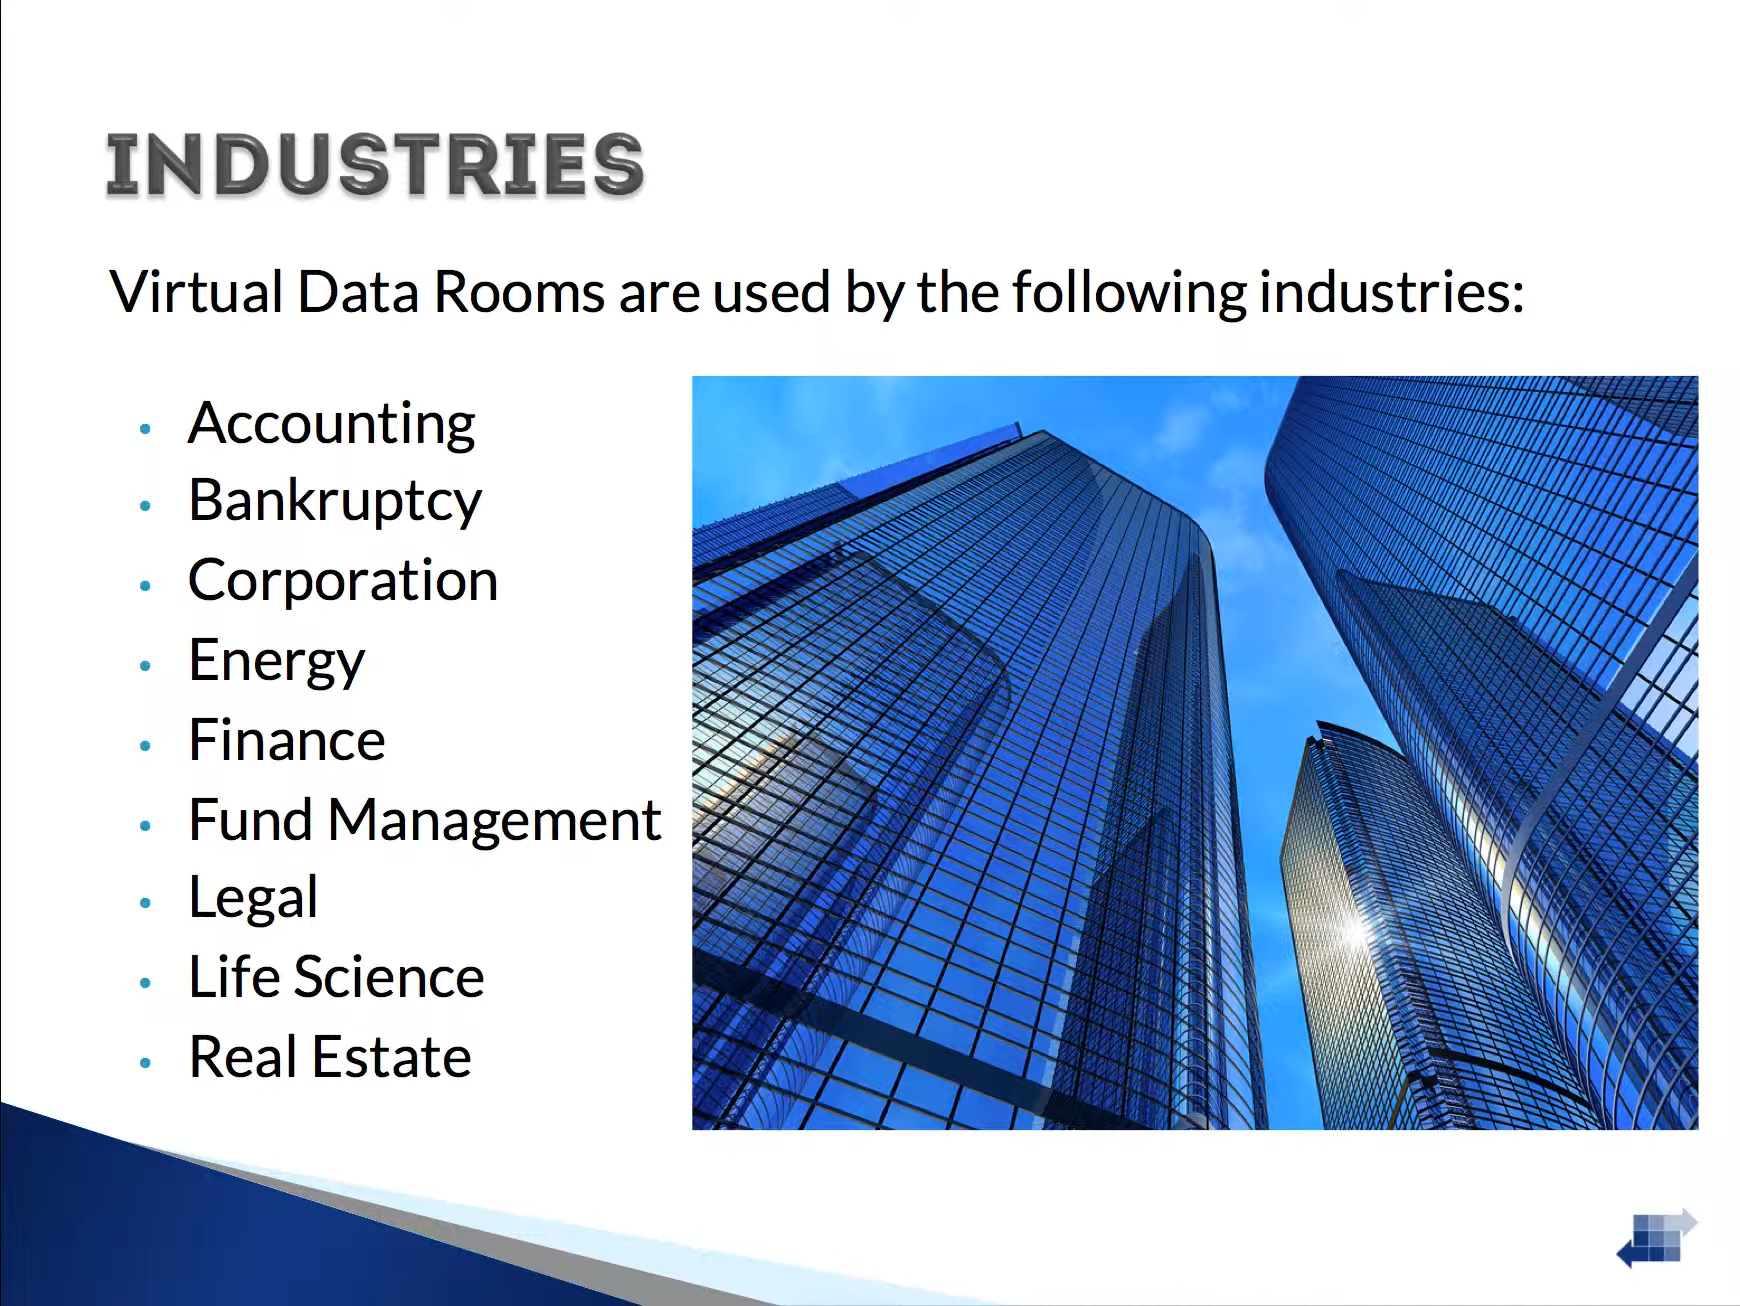 INDUSTRIES
Virtual Data Rooms are used by the following industries:
• Accounting
• Bankruptcy
• Corporation
• Energy
• Finance
• Fund Management
• Legal
• Life Science
• Real Estate